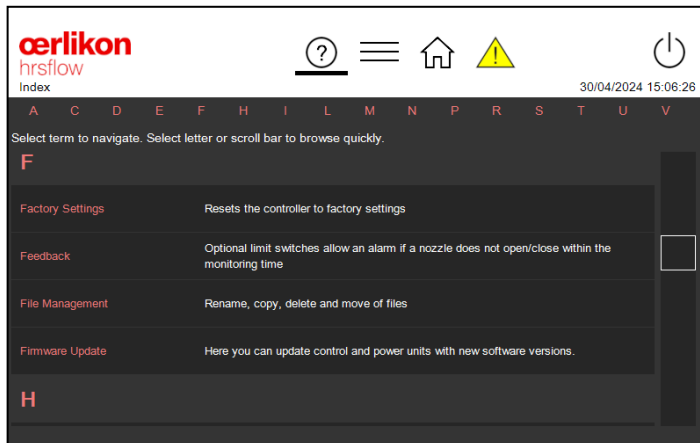 œrlikon
hrsflow
?
!
Index
30/04/2024 15:06:26
A C D E F H I L M N P R S T U V
Select term to navigate. Select letter or scroll bar to browse quickly.
F
Factory Settings Resets the controller to factory settings
Feedback Optional limit switches allow an alarm if a nozzle does not open/close within the
monitoring time
File Management Rename, copy, delete and move of files
Firmware Update Here you can update control and power units with new software versions.
H